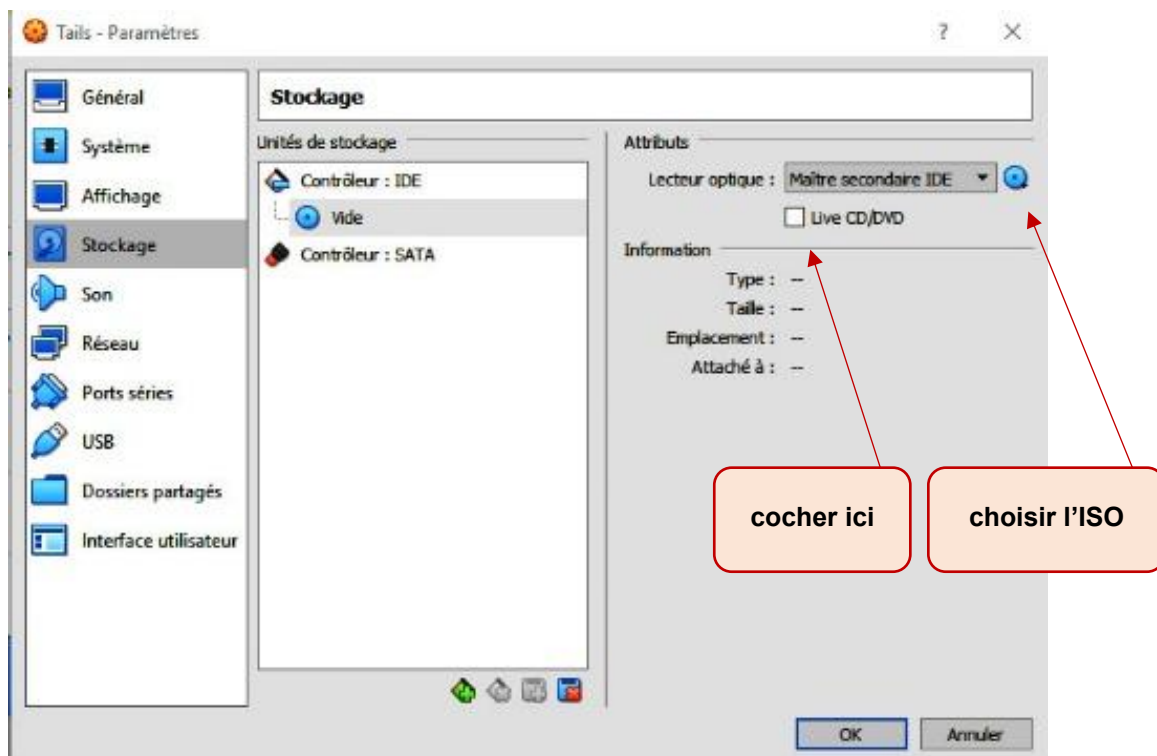 Tails - Paramètres
?
Général
Système
Affichage
Stockage
Son
Réseau
Ports séries
USB
Dossiers partagés
Interface utilisateur
Stockage
Unités de stockage
Contrôleur : IDE
Vide
Contrôleur : SATA
Attributs
Lecteur optique : Maître secondaire IDE
Live CD/DVD
Information
Type : --
Taille : --
Emplacement : --
Attaché à : --
cocher ici
choisir l’ISO
OK
Annuler